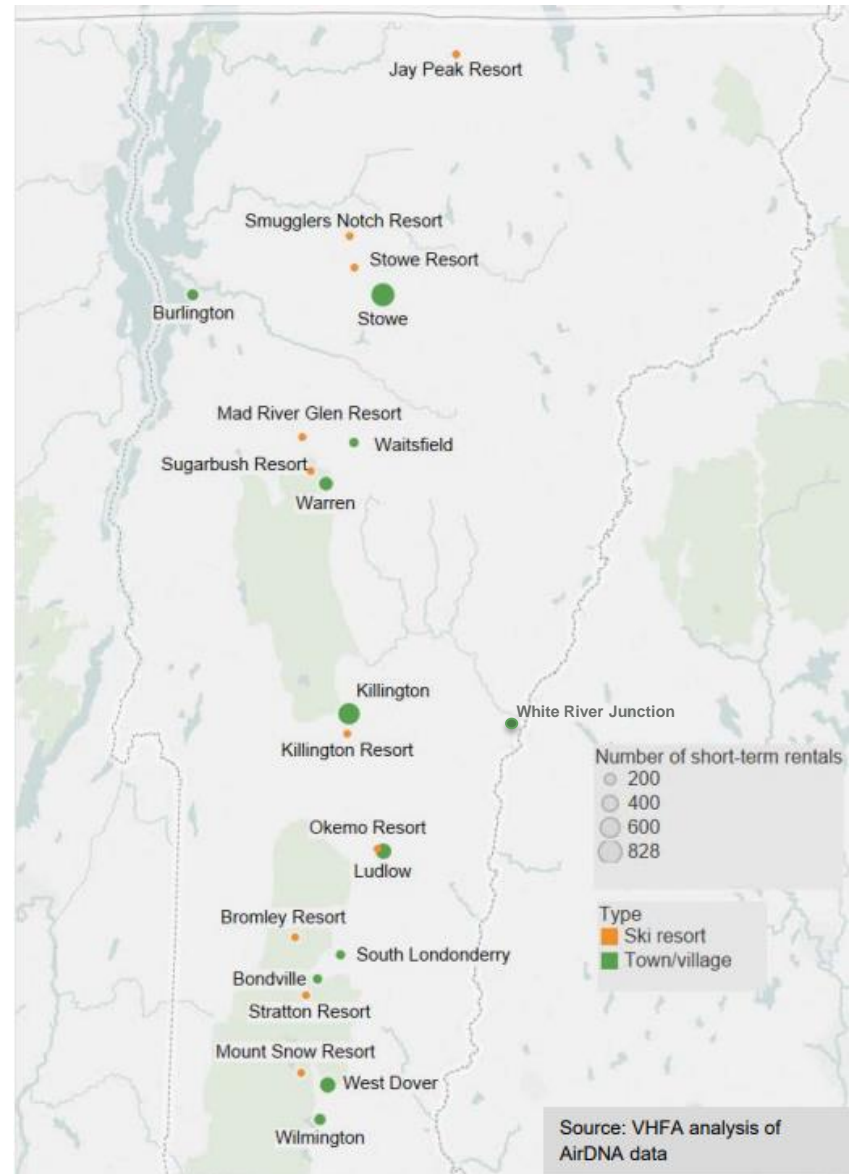 Jay Peak Resort
Smugglers Notch Resort
Stowe Resort
Burlington
Stowe
Mad River Glen Resort
Waitsfield
Sugarbush Resort
Warren
Killington
White River Junction
Killington Resort
Number of short-term rentals
200
400
600
828
Okemo Resort
Ludlow
Type
Ski resort
Town/village
Bromley Resort
South Londonderry
Bondville
Stratton Resort
Mount Snow Resort
West Dover
Wilmington
Source: VHFA analysis of
AirDNA data